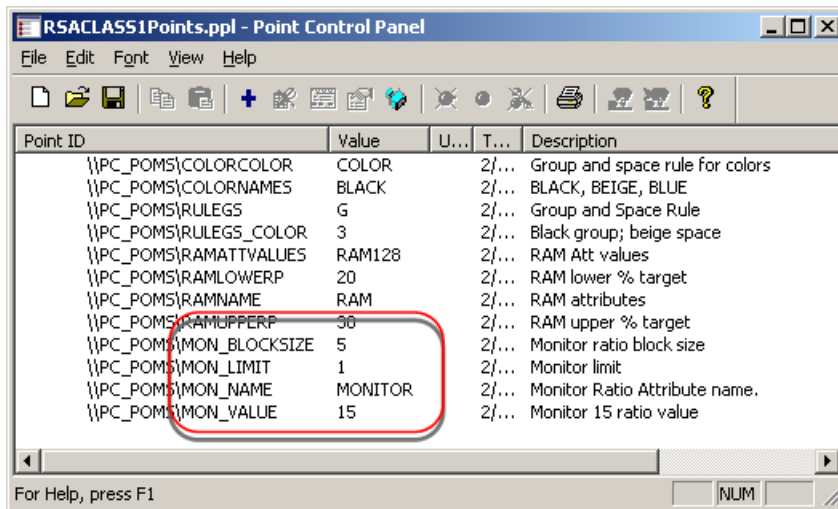 RSACLASS1Points.ppl - Point Control Panel
File Edit Font View Help
Point ID Value U... T... Description
\\PC_POMS\COLORCOLOR COLOR 2/... Group and space rule for colors
\\PC_POMS\COLORNAMES BLACK 2/... BLACK, BEIGE, BLUE
\\PC_POMS\RULEGS G 2/... Group and Space Rule
\\PC_POMS\RULEGS_COLOR 3 2/... Black group; beige space
\\PC_POMS\RAMATTVALUES RAM128 2/... RAM Att values
\\PC_POMS\RAMLOWERP 20 2/... RAM lower % target
\\PC_POMS\RAMNAME RAM 2/... RAM attributes
\\PC_POMS\RAMUPPERP 30 2/... RAM upper % target
\\PC_POMS\MON_BLOCKSIZE 5 2/... Monitor ratio block size
\\PC_POMS\MON_LIMIT 1 2/... Monitor limit
\\PC_POMS\MON_NAME MONITOR 2/... Monitor Ratio Attribute name.
\\PC_POMS\MON_VALUE 15 2/... Monitor 15 ratio value
For Help, press F1 NUM